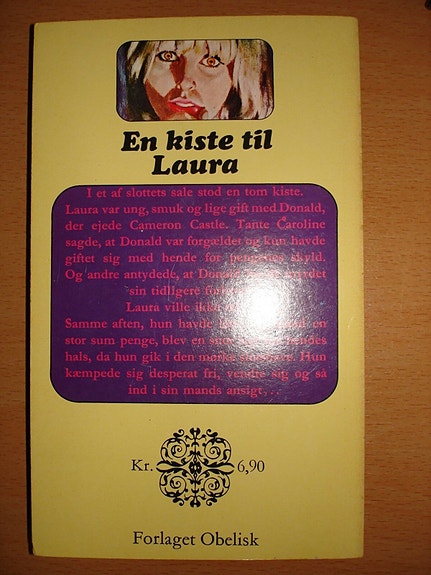 En kiste til
Laura
I et af slottets sale stod en tom kiste.
Laura var ung, smuk og lige gift med Donald,
der ejede Cameron Castle. Tante Caroline
sagde, at Donald var forgældet og kun havde
giftet sig med hende for pengenes skyld.
Og andre antydede, at Donald havde myrdet
sin tidligere
Laura ville ikke
Samme aften, hun havde en
stor sum penge, blev en hendes
hals, da hun gik i den mørke Hun
kæmpede sig desperat fri, vendte sig og så
ind i sin mands ansigt...
Kr. 6,90
Forlaget Obelisk